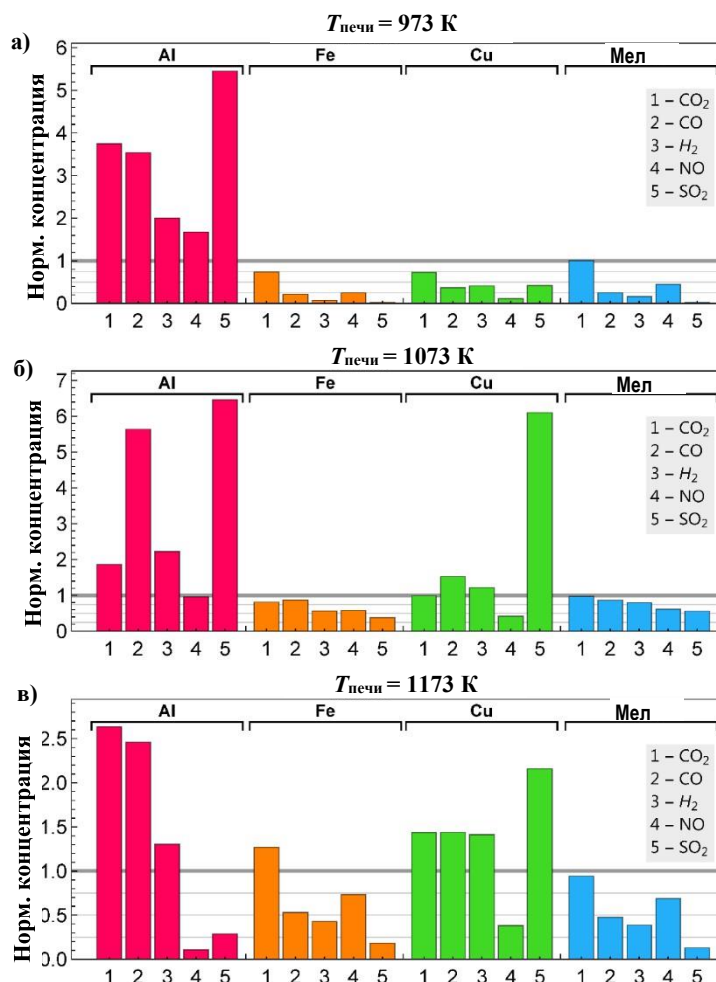 Tпечи = 973 К
а)
Al Fe Cu Мел
Норм. концентрация
6
5
4
3
2
1
0
1 – CO₂
2 – CO
3 – H₂
4 – NO
5 – SO₂
1 2 3 4 5 1 2 3 4 5 1 2 3 4 5 1 2 3 4 5
Tпечи = 1073 К
б)
Al Fe Cu Мел
Норм. концентрация
7
6
5
4
3
2
1
0
1 – CO₂
2 – CO
3 – H₂
4 – NO
5 – SO₂
1 2 3 4 5 1 2 3 4 5 1 2 3 4 5 1 2 3 4 5
Tпечи = 1173 К
в)
Al Fe Cu Мел
Норм. концентрация
2.5
2.0
1.5
1.0
0.5
0.0
1 – CO₂
2 – CO
3 – H₂
4 – NO
5 – SO₂
1 2 3 4 5 1 2 3 4 5 1 2 3 4 5 1 2 3 4 5